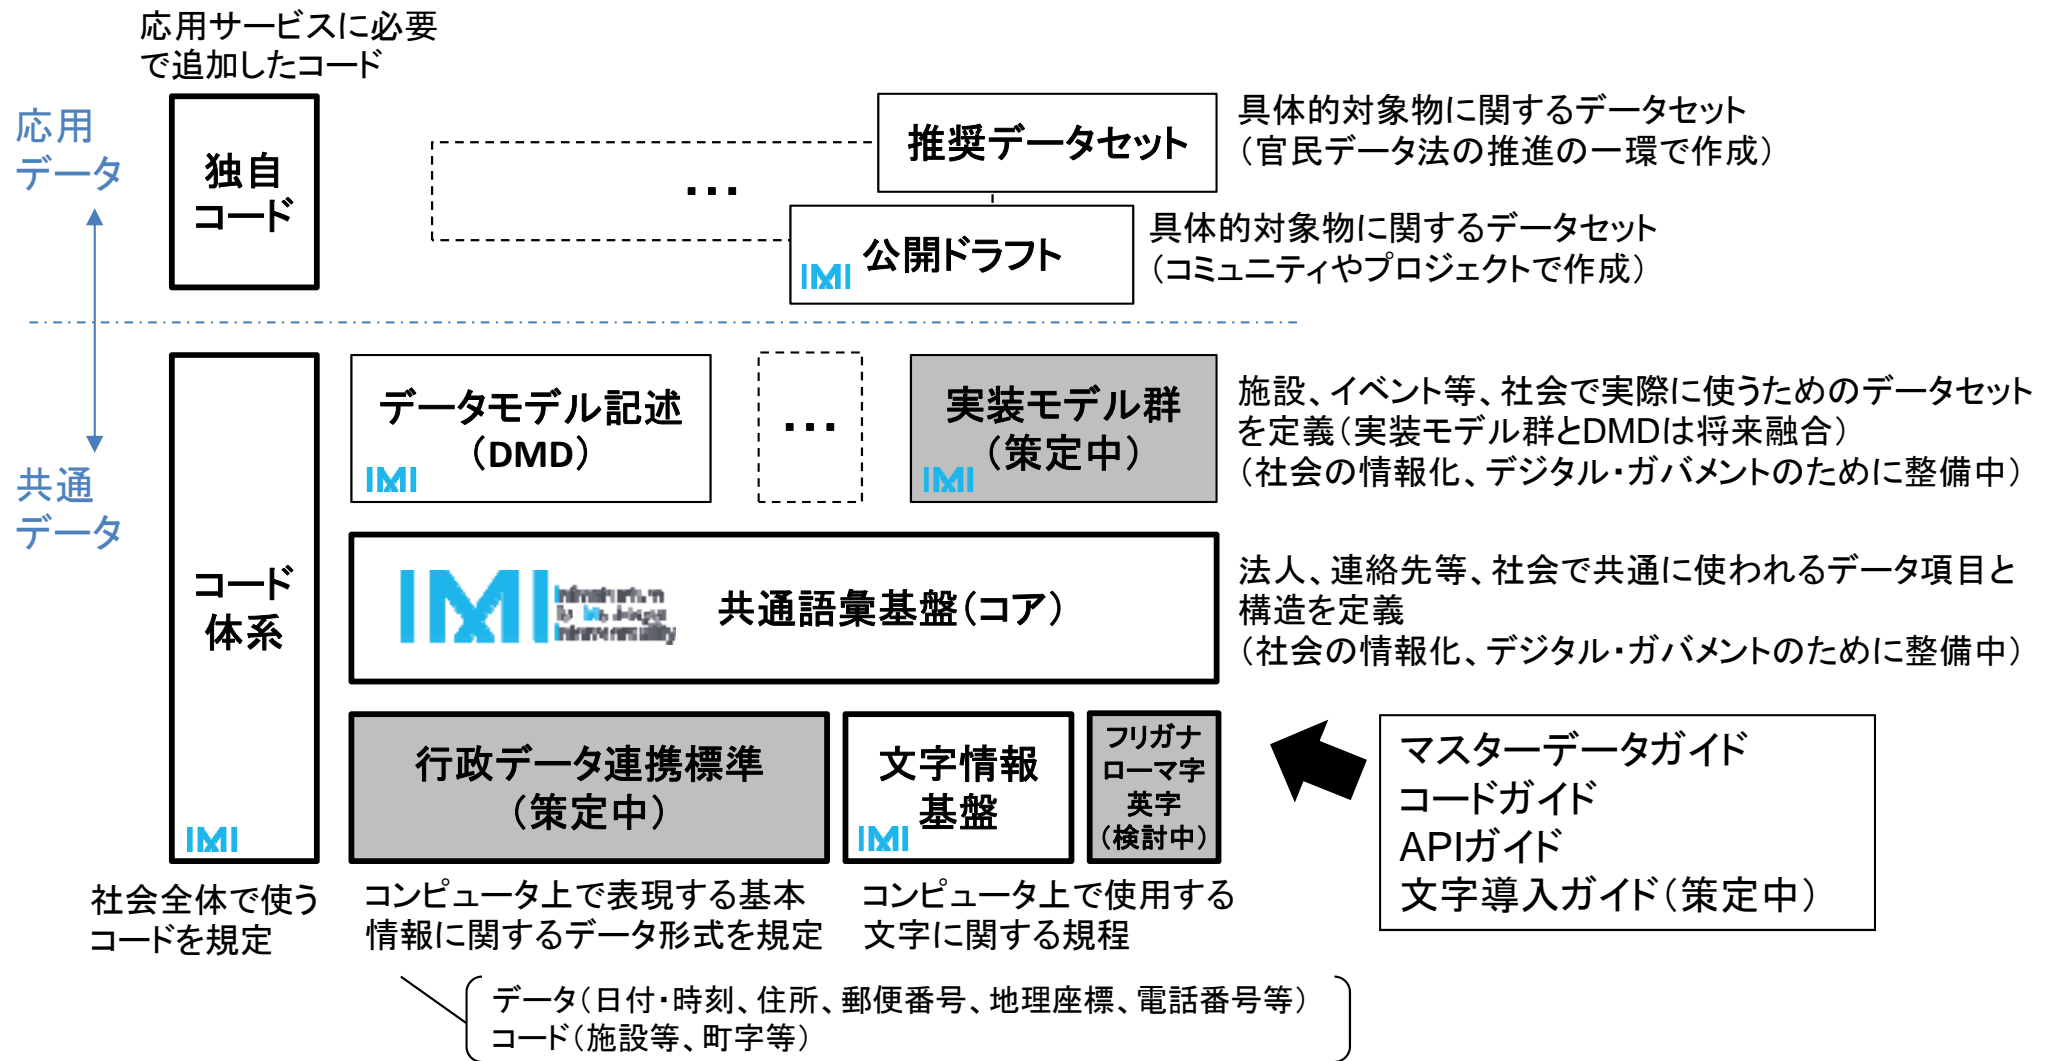 応用サービスに必要
で追加したコード
応用
データ
独自
コード
…
推奨データセット
具体的対象物に関するデータセット
（官民データ法の推進の一環で作成）
IMI
公開ドラフト
具体的対象物に関するデータセット
（コミュニティやプロジェクトで作成）
共通
データ
コード
体系
IMI
データモデル記述
（DMD）
IMI
…
実装モデル群
（策定中）
IMI
施設、イベント等、社会で実際に使うためのデータセット
を定義（実装モデル群とDMDは将来融合）
（社会の情報化、デジタル・ガバメントのために整備中）
IMI
共通語彙基盤（コア）
法人、連絡先等、社会で共通に使われるデータ項目と
構造を定義
（社会の情報化、デジタル・ガバメントのために整備中）
行政データ連携標準
（策定中）
文字情報
基盤
IMI
フリガナ
ローマ字
英字
（検討中）
マスターデータガイド
コードガイド
APIガイド
文字導入ガイド（策定中）
社会全体で使う
コードを規定
コンピュータ上で表現する基本
情報に関するデータ形式を規定
コンピュータ上で使用する
文字に関する規程
データ（日付・時刻、住所、郵便番号、地理座標、電話番号等）
コード（施設等、町字等）